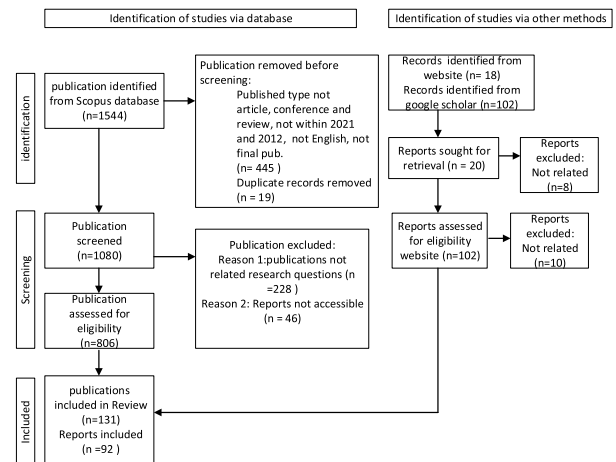 Identification of studies via database
Identification of studies via other methods
identification
publication identified
from Scopus database
(n=1544)
Publication removed before
screening:
Published type not
article, conference and
review, not within 2021
and 2012, not English, not
final pub.
(n= 445 )
Duplicate records removed
(n = 19)
Records identified from
website (n= 18)
Records identified from
google scholar (n=102)
Reports sought for
retrieval (n = 20)
Reports
excluded:
Not related
(n=8)
Screening
Publication
screened
(n=1080)
Publication excluded:
Reason 1:publications not
related research questions (n
=228 )
Reason 2: Reports not accessible
(n = 46)
Reports assessed
for eligibility
website (n=102)
Reports
excluded:
Not related
(n=10)
Publication
assessed for
eligibility
(n=806)
Included
publications
included in Review
(n=131)
Reports included
(n =92 )